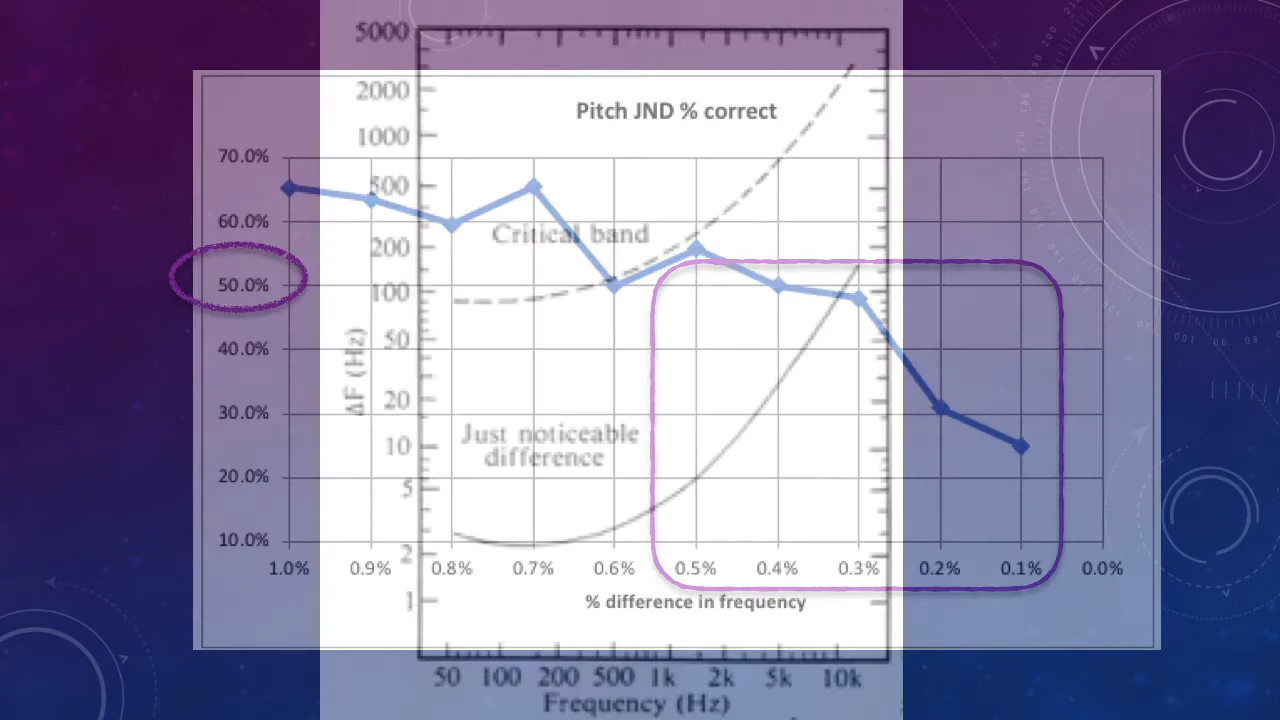 5000
2000
1000
500
200
100
50
20
10
5
2
1
ΔF (Hz)
Critical band
Just noticeable
difference
50 100 200 500 1k 2k 5k 10k
Frequency (Hz)
Pitch JND % correct
70.0%
60.0%
50.0%
40.0%
30.0%
20.0%
10.0%
1.0% 0.9% 0.8% 0.7% 0.6% 0.5% 0.4% 0.3% 0.2% 0.1% 0.0%
% difference in frequency